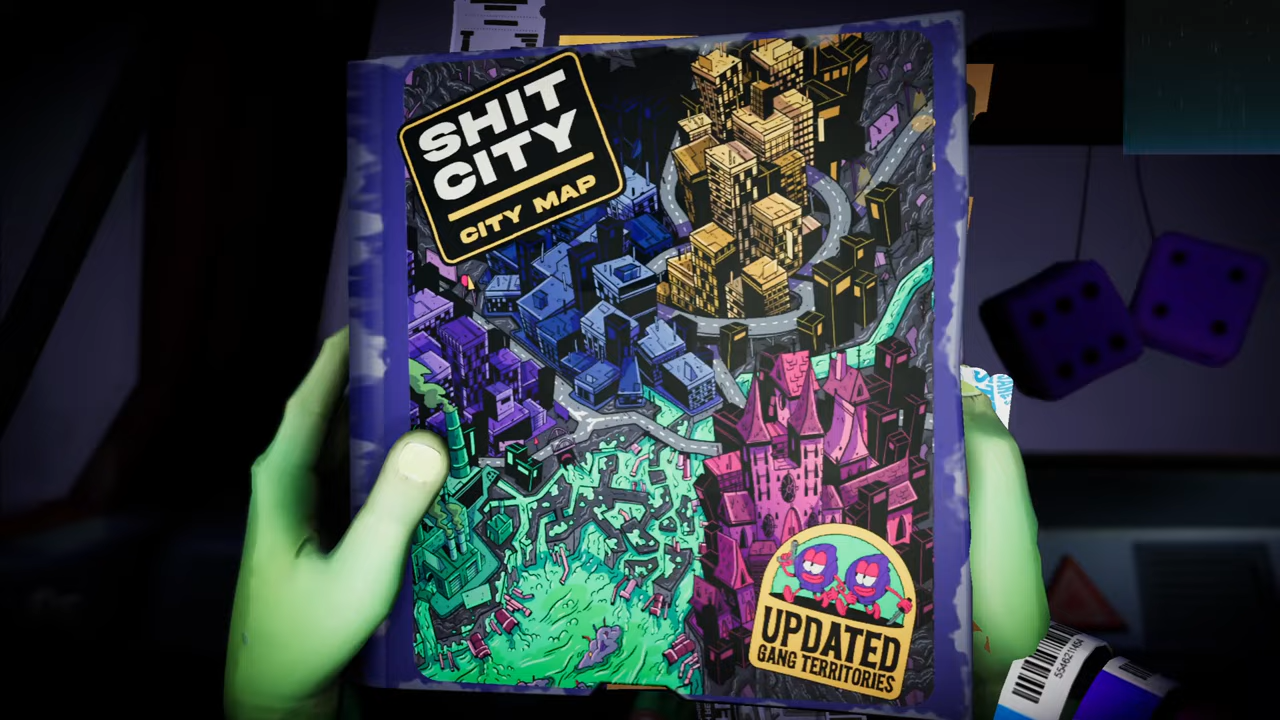 SHIT
CITY
CITY MAP
UPDATED
GANG TERRITORIES